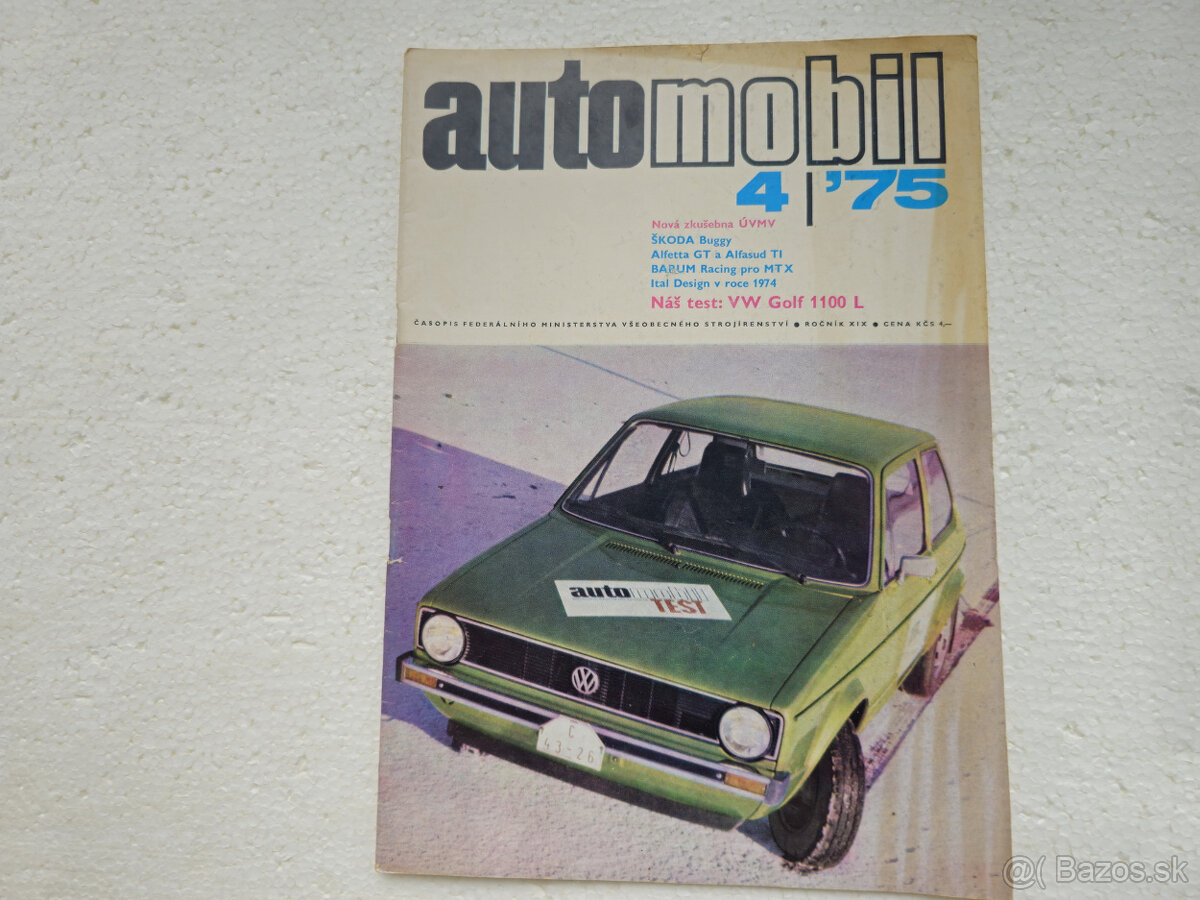 automobil
4 | '75
Nová zkušebna ÚVMV
ŠKODA Buggy
Alfetta GT a Alfasud TI
BARUM Racing pro MTX
Ital Design v roce 1974
Náš test: VW Golf 1100 L
ČASOPIS FEDERÁLNÍHO MINISTERSTVA VŠEOBECNÉHO STROJÍRENSTVÍ ● ROČNÍK XIX ● CENA KČS 4,—
automobil
TEST
VW
C
43-26
@( Bazos.sk